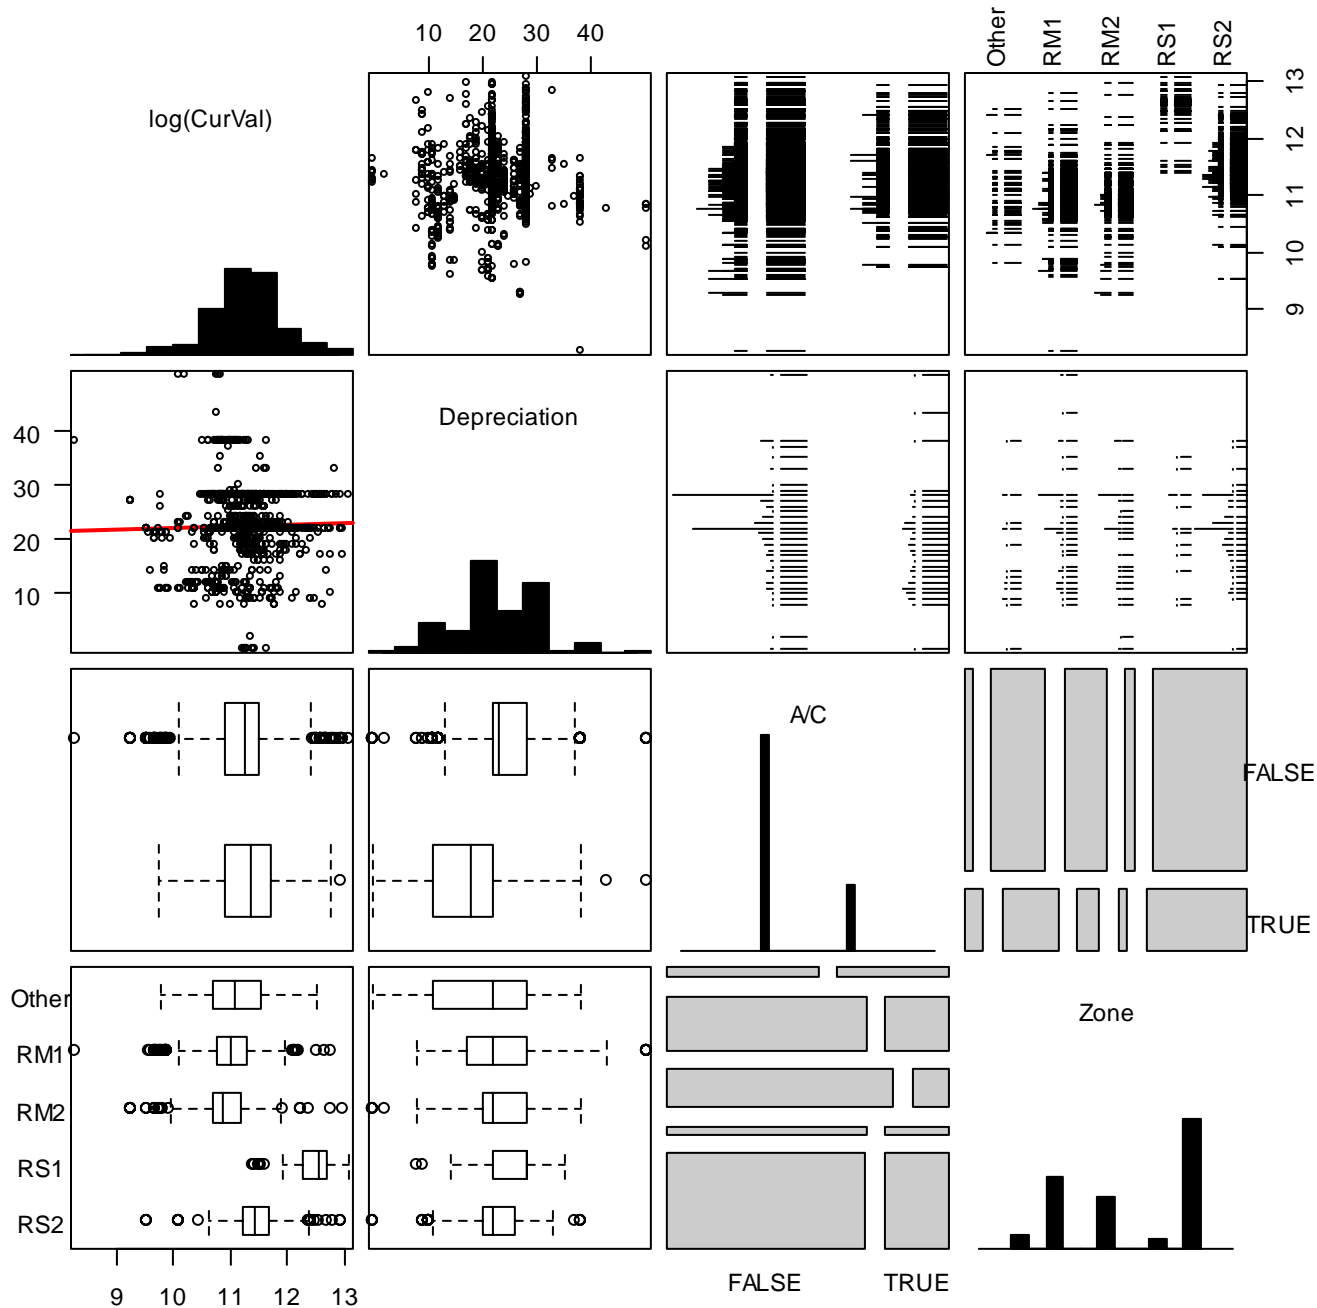 10 20 30 40
Other RM1 RM2 RS1 RS2
log(CurVal)
13
12
11
10
9
Depreciation
40
30
20
10
A/C
FALSE
TRUE
Other
RM1
RM2
RS1
RS2
Zone
9 10 11 12 13
FALSE TRUE